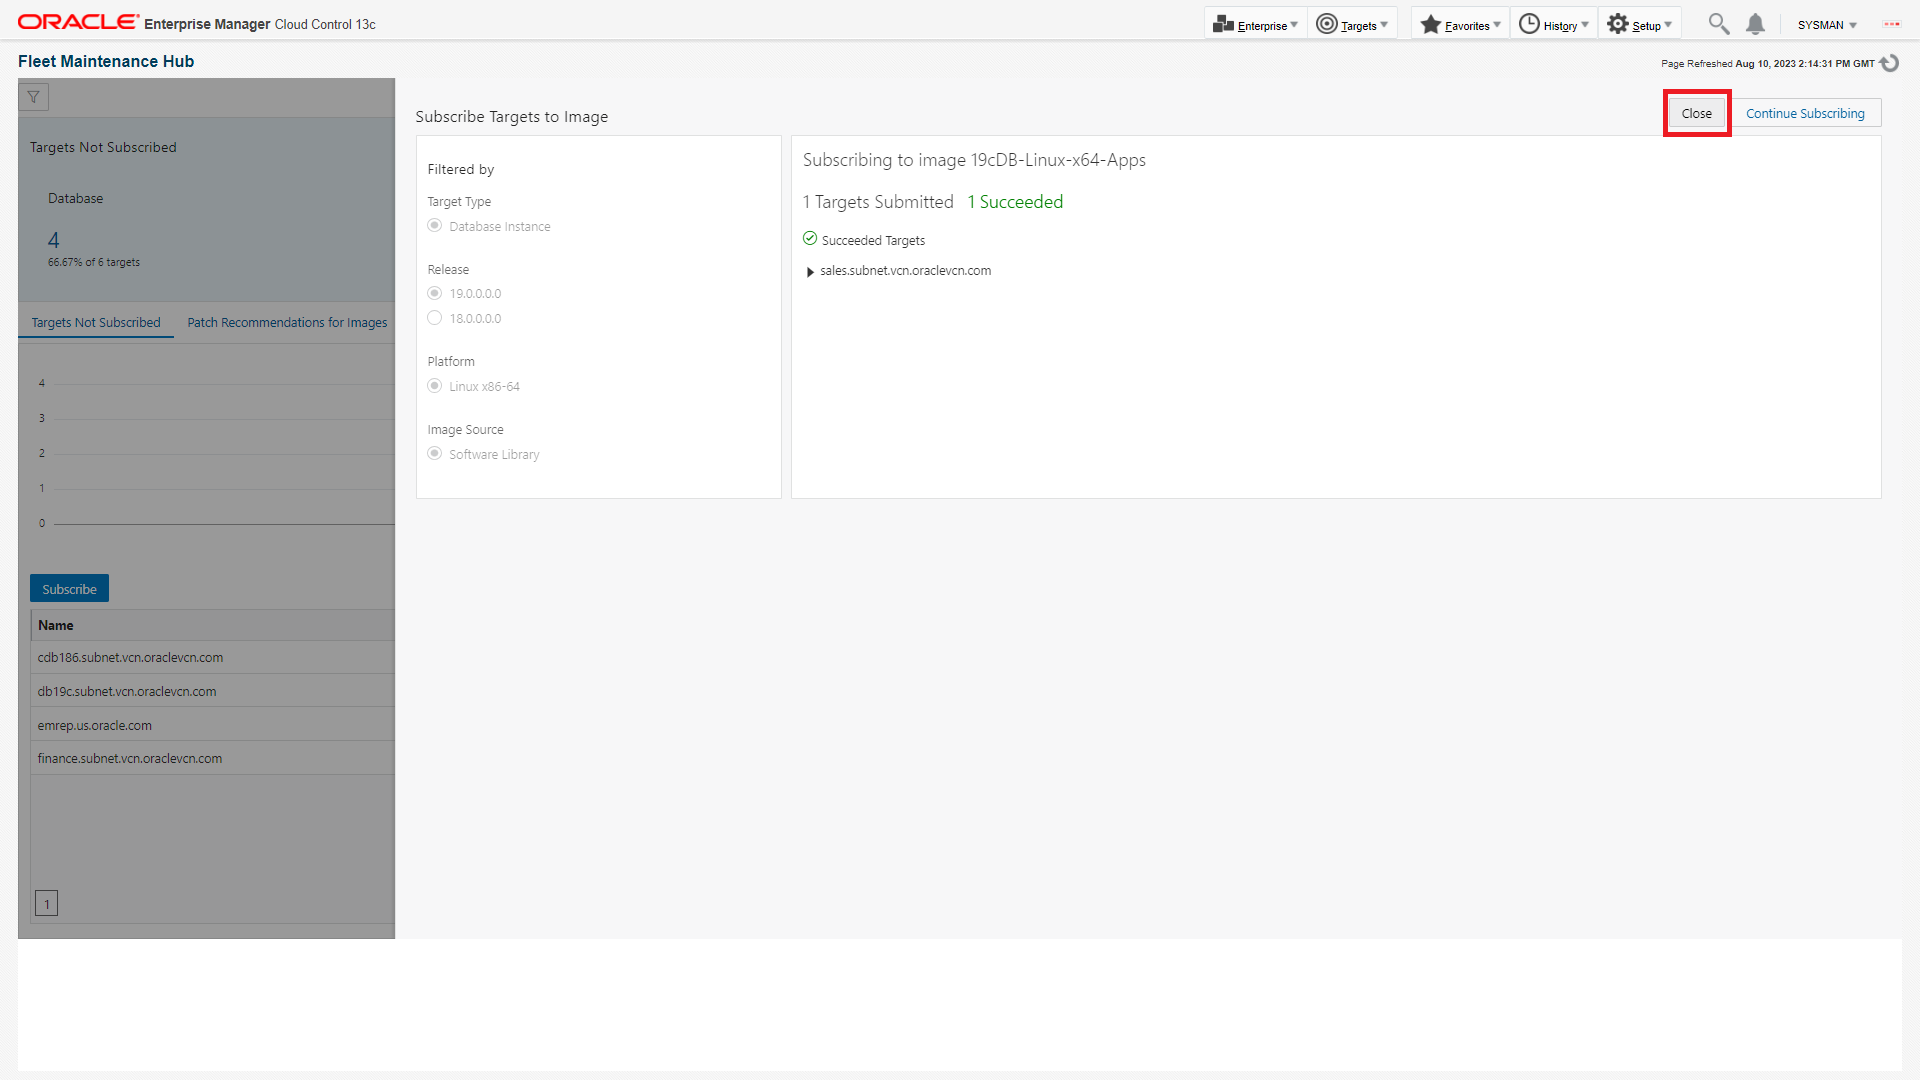 ORACLE Enterprise Manager Cloud Control 13c
Enterprise
Targets
Favorites
History
Setup
SYSMAN
Fleet Maintenance Hub
Page Refreshed Aug 10, 2023 2:14:31 PM GMT
Targets Not Subscribed
Database
4
66.67% of 6 targets
Targets Not Subscribed
Patch Recommendations for Images
4
3
2
1
0
Subscribe
Name
cdb186.subnet.vcn.oraclevcn.com
db19c.subnet.vcn.oraclevcn.com
emrep.us.oracle.com
finance.subnet.vcn.oraclevcn.com
1
Subscribe Targets to Image
Close
Continue Subscribing
Filtered by
Target Type
Database Instance
Release
19.0.0.0.0
18.0.0.0.0
Platform
Linux x86-64
Image Source
Software Library
Subscribing to image 19cDB-Linux-x64-Apps
1 Targets Submitted 1 Succeeded
Succeeded Targets
sales.subnet.vcn.oraclevcn.com